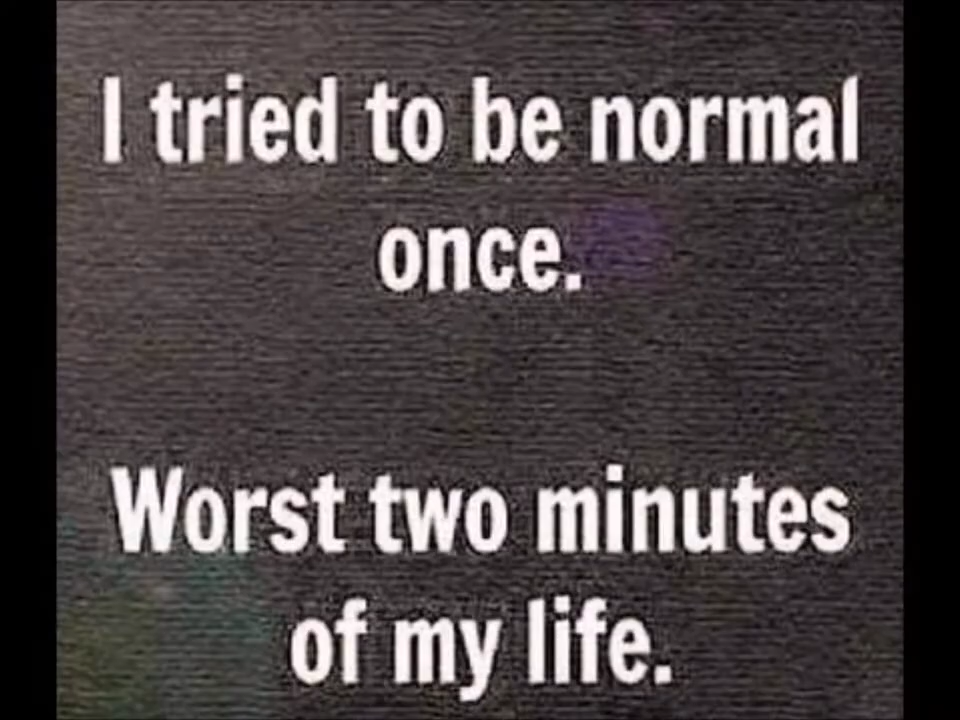 I tried to be normal
once.
Worst two minutes
of my life.